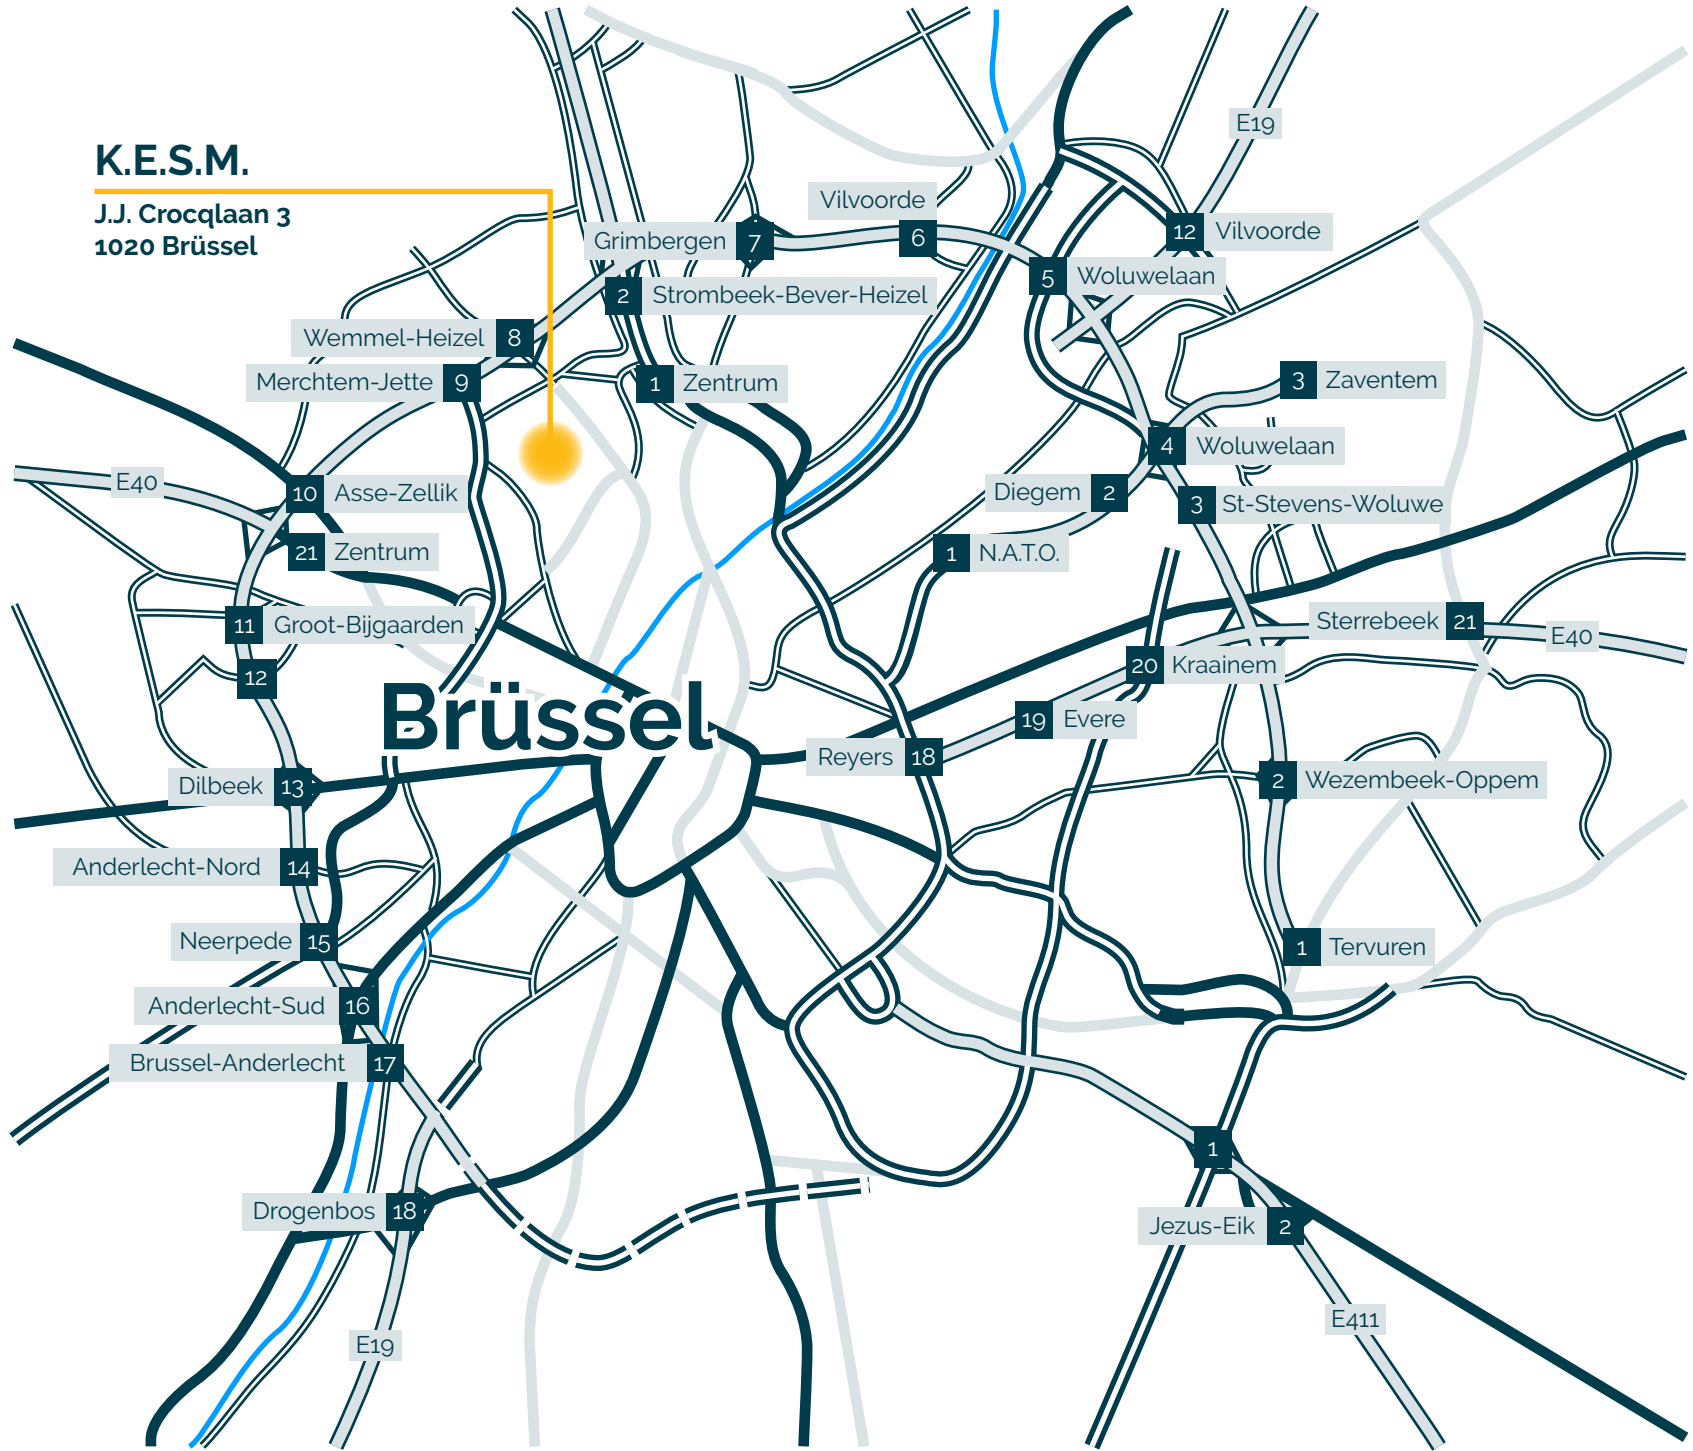 E19
K.E.S.M.
J.J. Crocqlaan 3
1020 Brüssel
Vilvoorde
6
Grimbergen 7
12 Vilvoorde
5 Woluwelaan
2 Strombeek-Bever-Heizel
Wemmel-Heizel 8
Merchtem-Jette 9
1 Zentrum
3 Zaventem
4 Woluwelaan
E40
10 Asse-Zellik
Diegem 2
3 St-Stevens-Woluwe
21 Zentrum
1 N.A.T.O.
11 Groot-Bijgaarden
Sterrebeek 21
E40
12
20 Kraainem
Brüssel
19 Evere
Reyers 18
Dilbeek 13
2 Wezembeek-Oppem
Anderlecht-Nord 14
Neerpede 15
1 Tervuren
Anderlecht-Sud 16
Brussel-Anderlecht 17
1
Drogenbos 18
Jezus-Eik 2
E411
E19